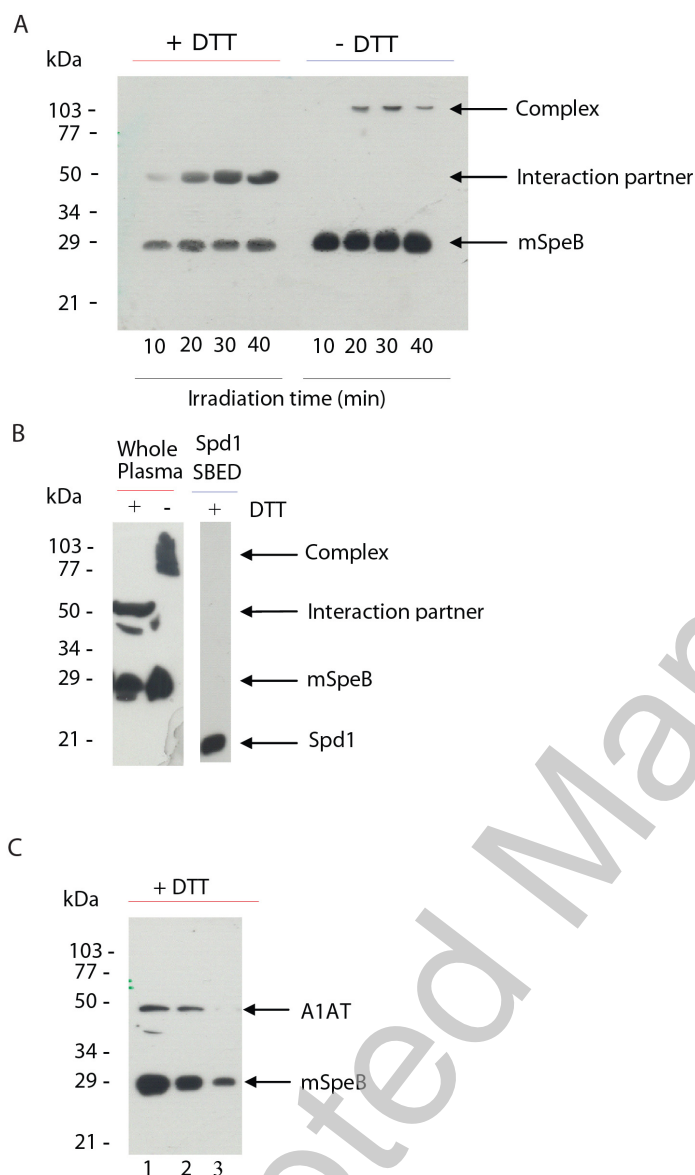 A
+ DTT
- DTT
kDa
103 -
Complex
77 -
50 -
Interaction partner
34 -
29 -
mSpeB
21 -
10 20 30 40 10 20 30 40
Irradiation time (min)
B
Whole
Plasma
Spd1
SBED
kDa
+ - + DTT
103 -
Complex
77 -
50 -
Interaction partner
34 -
29 -
mSpeB
21 -
Spd1
C
+ DTT
kDa
103 -
77 -
50 -
A1AT
34 -
29 -
mSpeB
21 -
1 2 3